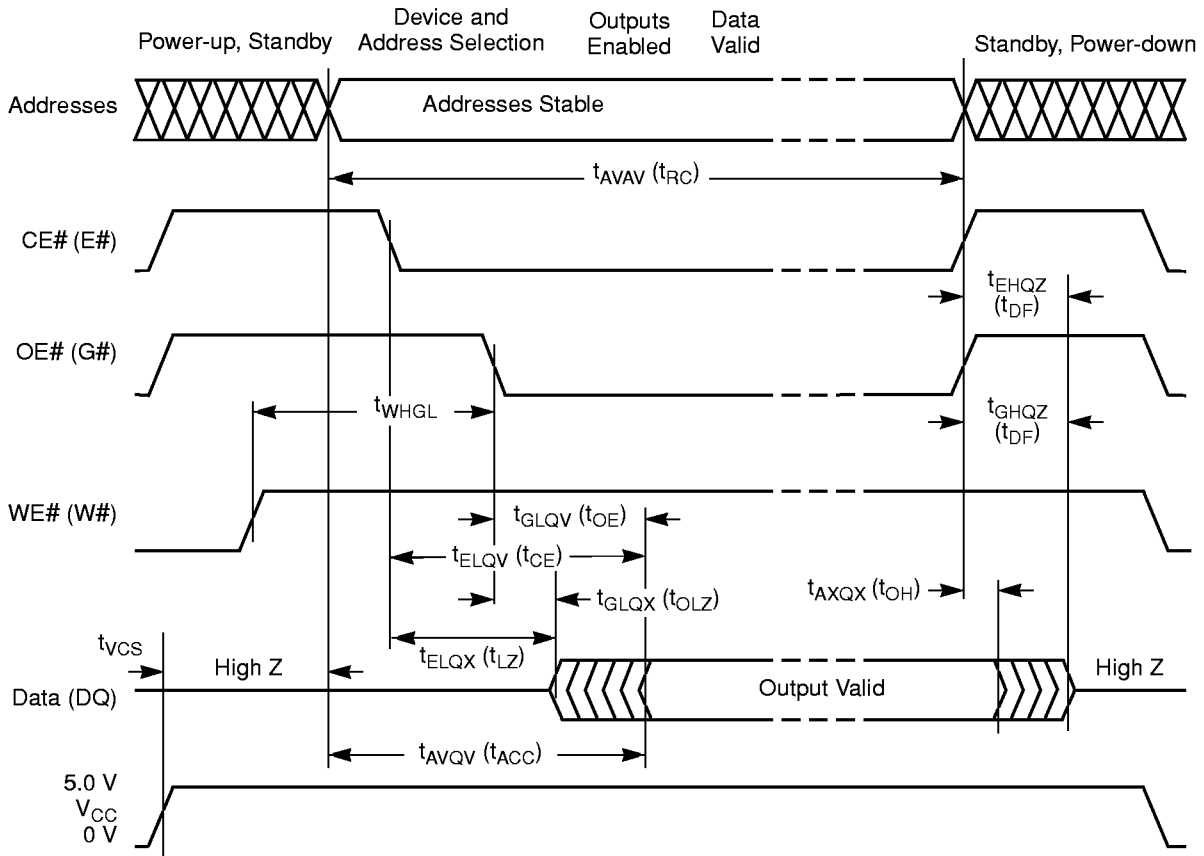 Power-up, Standby
Device and
Address Selection
Outputs
Enabled
Data
Valid
Standby, Power-down
Addresses
Addresses Stable
tAVAV (tRC)
CE# (E#)
tEHQZ
(tDF)
OE# (G#)
tWHGL
tGHQZ
(tDF)
WE# (W#)
tGLQV (tOE)
tELQV (tCE)
tGLQX (tOLZ)
tAXQX (tOH)
tVCS
tELQX (tLZ)
High Z
High Z
Data (DQ)
Output Valid
tAVQV (tACC)
5.0 V
VCC
0 V